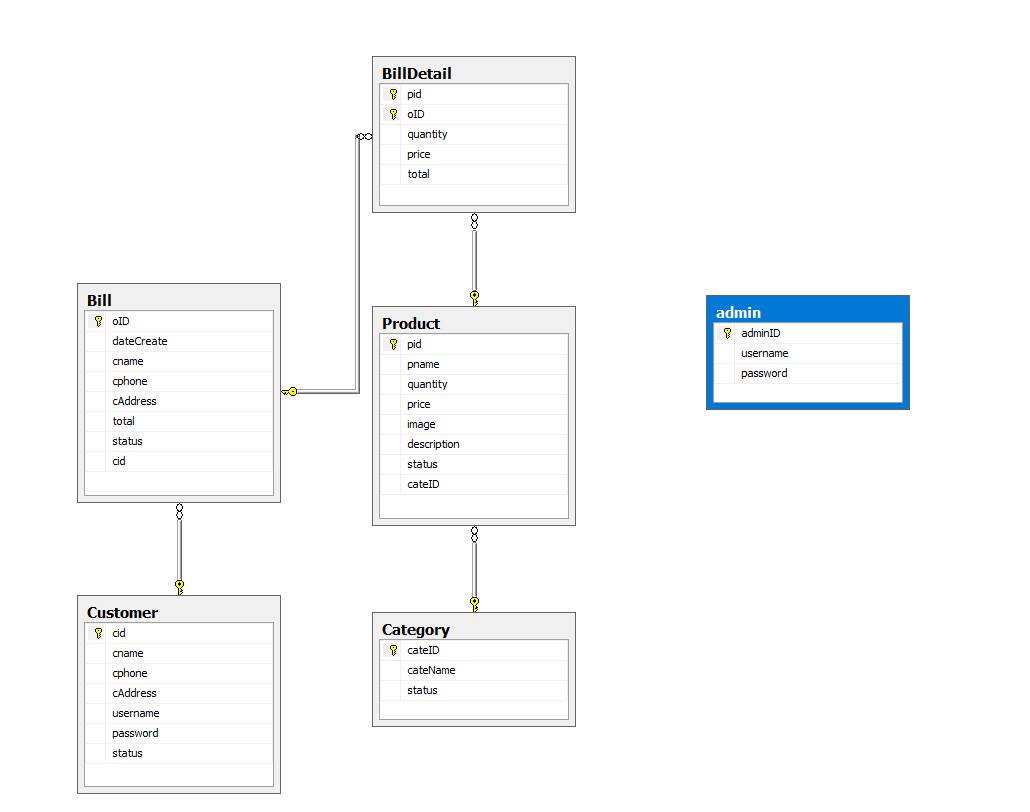 BillDetail
pid
oID
quantity
price
total
Bill
oID
dateCreate
cname
cphone
cAddress
total
status
cid
Product
pid
pname
quantity
price
image
description
status
cateID
admin
adminID
username
password
Customer
cid
cname
cphone
cAddress
username
password
status
Category
cateID
cateName
status